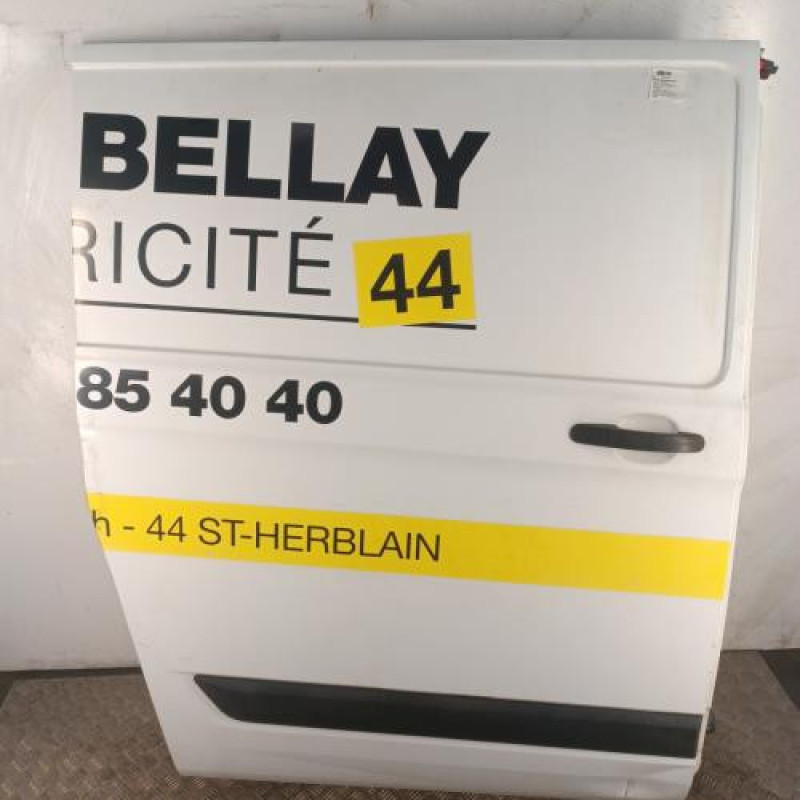 BELLAY
RICITÉ 44
85 40 40
h - 44 ST-HERBLAIN